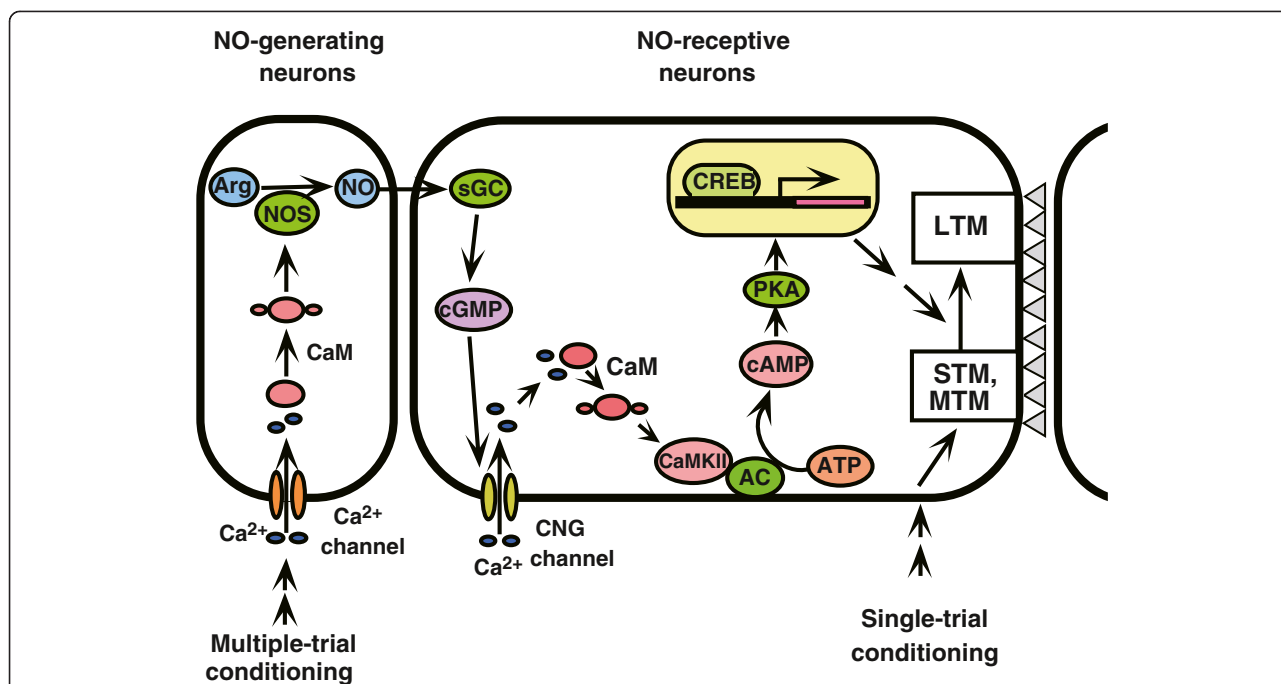 NO-generating
neurons
NO-receptive
neurons
Arg
NO
NOS
sGC
CREB
LTM
PKA
cGMP
CaM
CaM
cAMP
STM,
MTM
CaMKII
AC
ATP
Ca2+
Ca2+
channel
Ca2+
CNG
channel
Multiple-trial
conditioning
Single-trial
conditioning